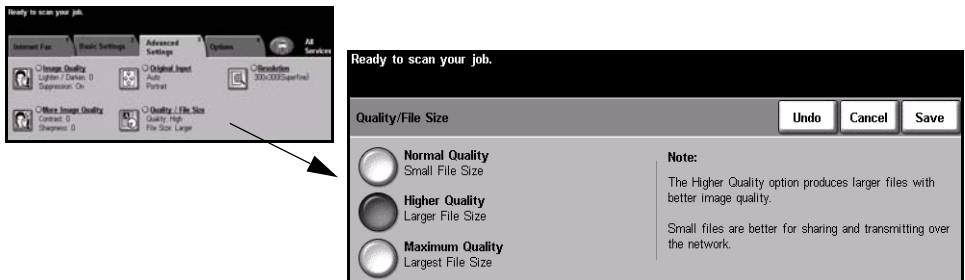 Ready to scan your job.
Internet Fax
Basic Settings
Advanced
Settings
Options
All
Services
Image Quality
Lighten / Darken: 0
Suppression: On
Original Input
Auto
Portrait
Resolution
300x300(Superfine)
More Image Quality
Contrast: 0
Sharpness: 0
Quality / File Size
Quality: High
File Size: Larger
Ready to scan your job.
Quality/File Size
Undo
Cancel
Save
Normal Quality
Small File Size
Higher Quality
Larger File Size
Maximum Quality
Largest File Size
Note:
The Higher Quality option produces larger files with
better image quality.
Small files are better for sharing and transmitting over
the network.